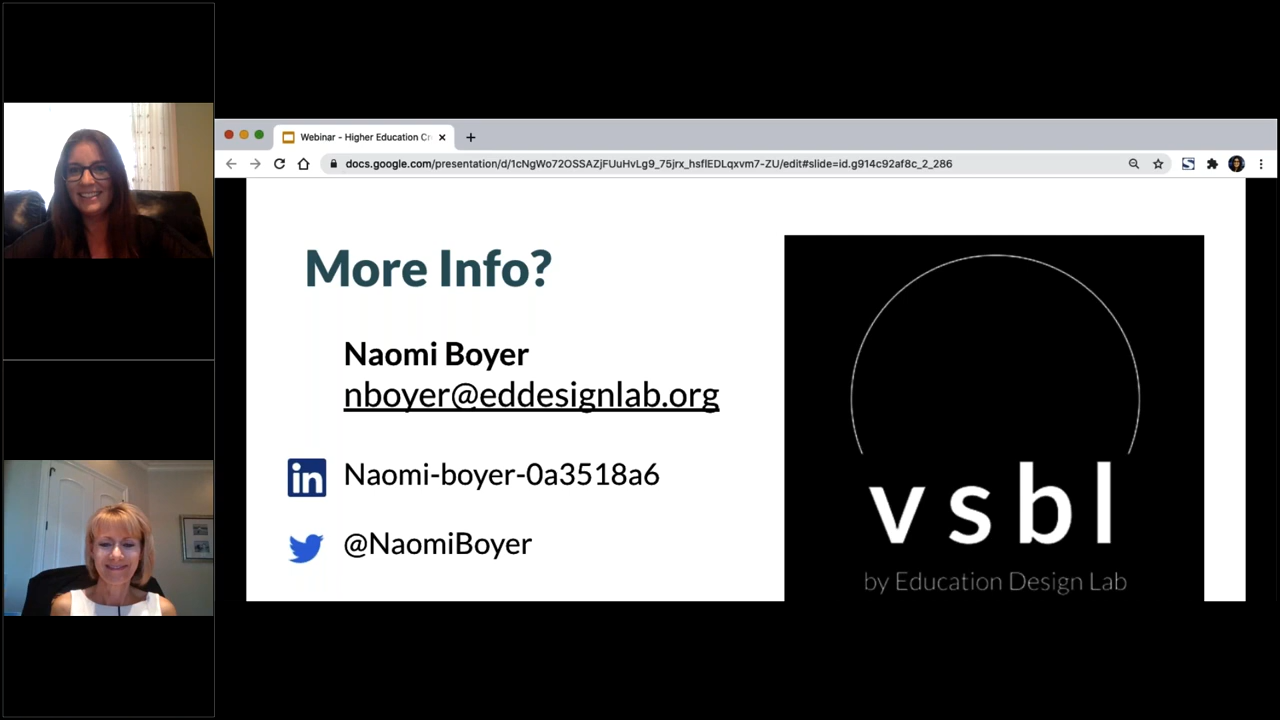 Webinar - Higher Education Cr
docs.google.com/presentation/d/1cNgWo72OSSAZjFUuHvLg9_75jrx_hsflEDLqxvm7-ZU/edit#slide=id.g914c92af8c_2_286
More Info?
Naomi Boyer
nboyer@eddesignlab.org
in Naomi-boyer-0a3518a6
@NaomiBoyer
vsbl
by Education Design Lab